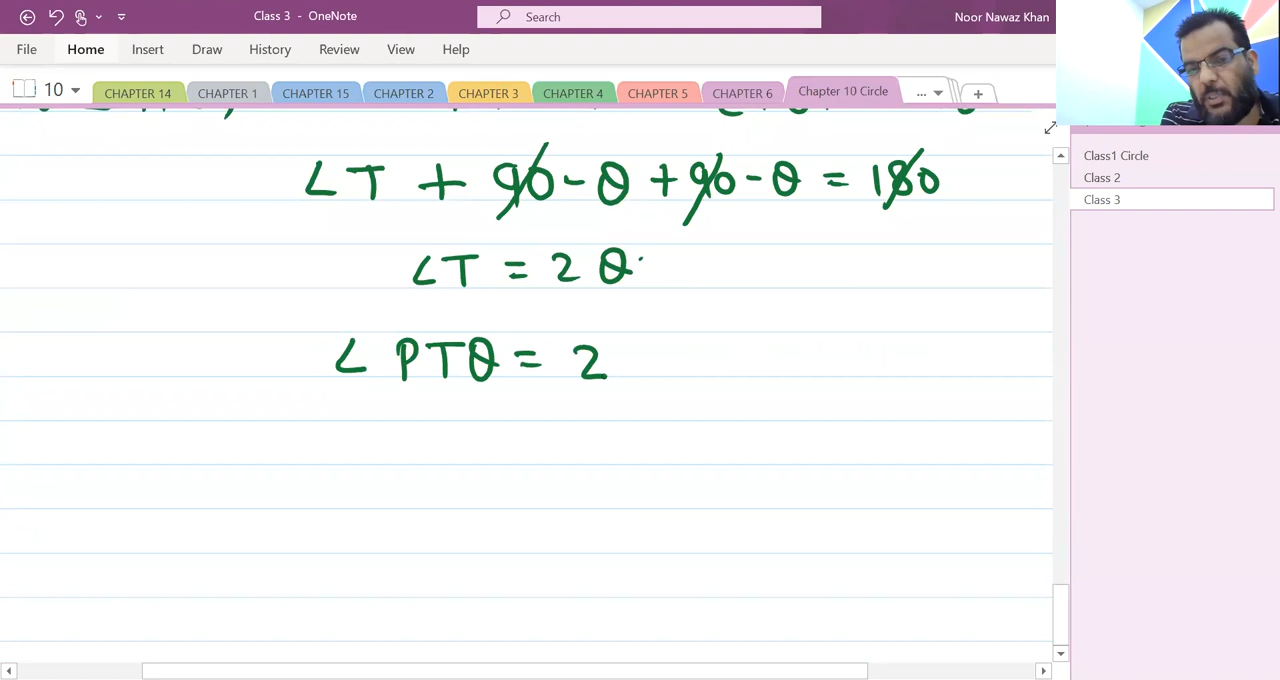 Class 3 - OneNote
Search
Noor Nawaz Khan
File Home Insert Draw History Review View Help
10 CHAPTER 14 CHAPTER 1 CHAPTER 15 CHAPTER 2 CHAPTER 3 CHAPTER 4 CHAPTER 5 CHAPTER 6 Chapter 10 Circle ... +
∠T + 90 - θ + 90 - θ = 180
∠T = 2θ
∠PTQ = 2
Class1 Circle
Class 2
Class 3